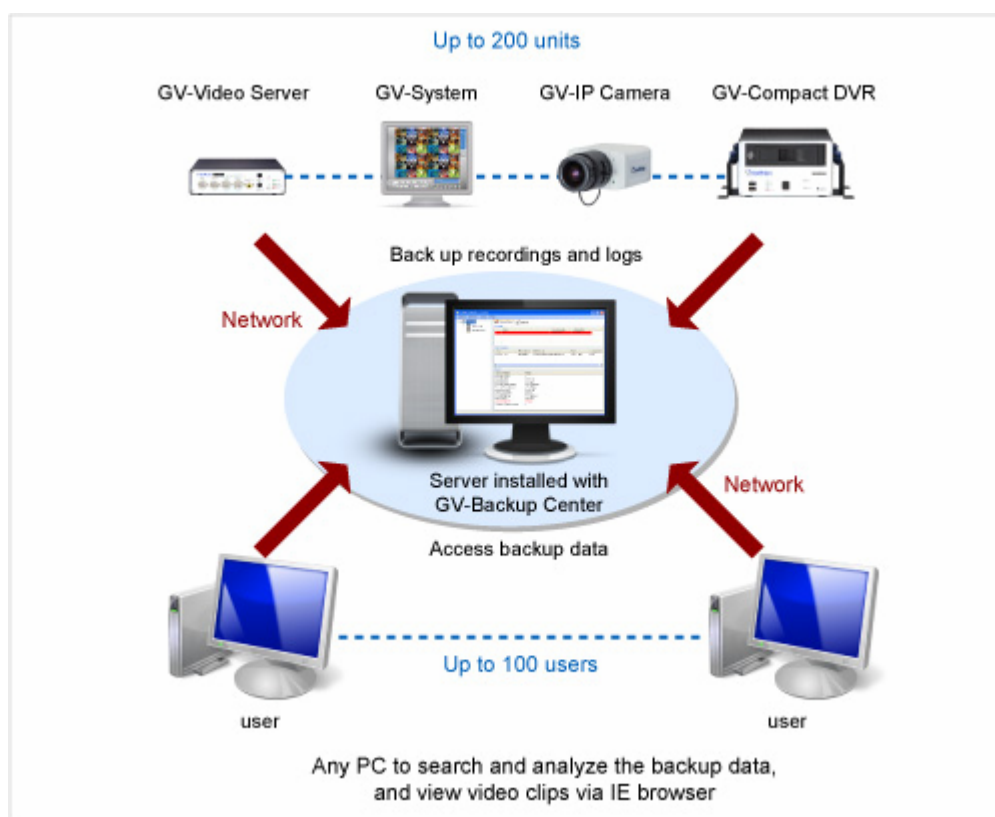 Up to 200 units
GV-Video Server
GV-System
GV-IP Camera
GV-Compact DVR
Back up recordings and logs
Network
Server installed with
GV-Backup Center
Network
Access backup data
Up to 100 users
user
user
Any PC to search and analyze the backup data,
and view video clips via IE browser